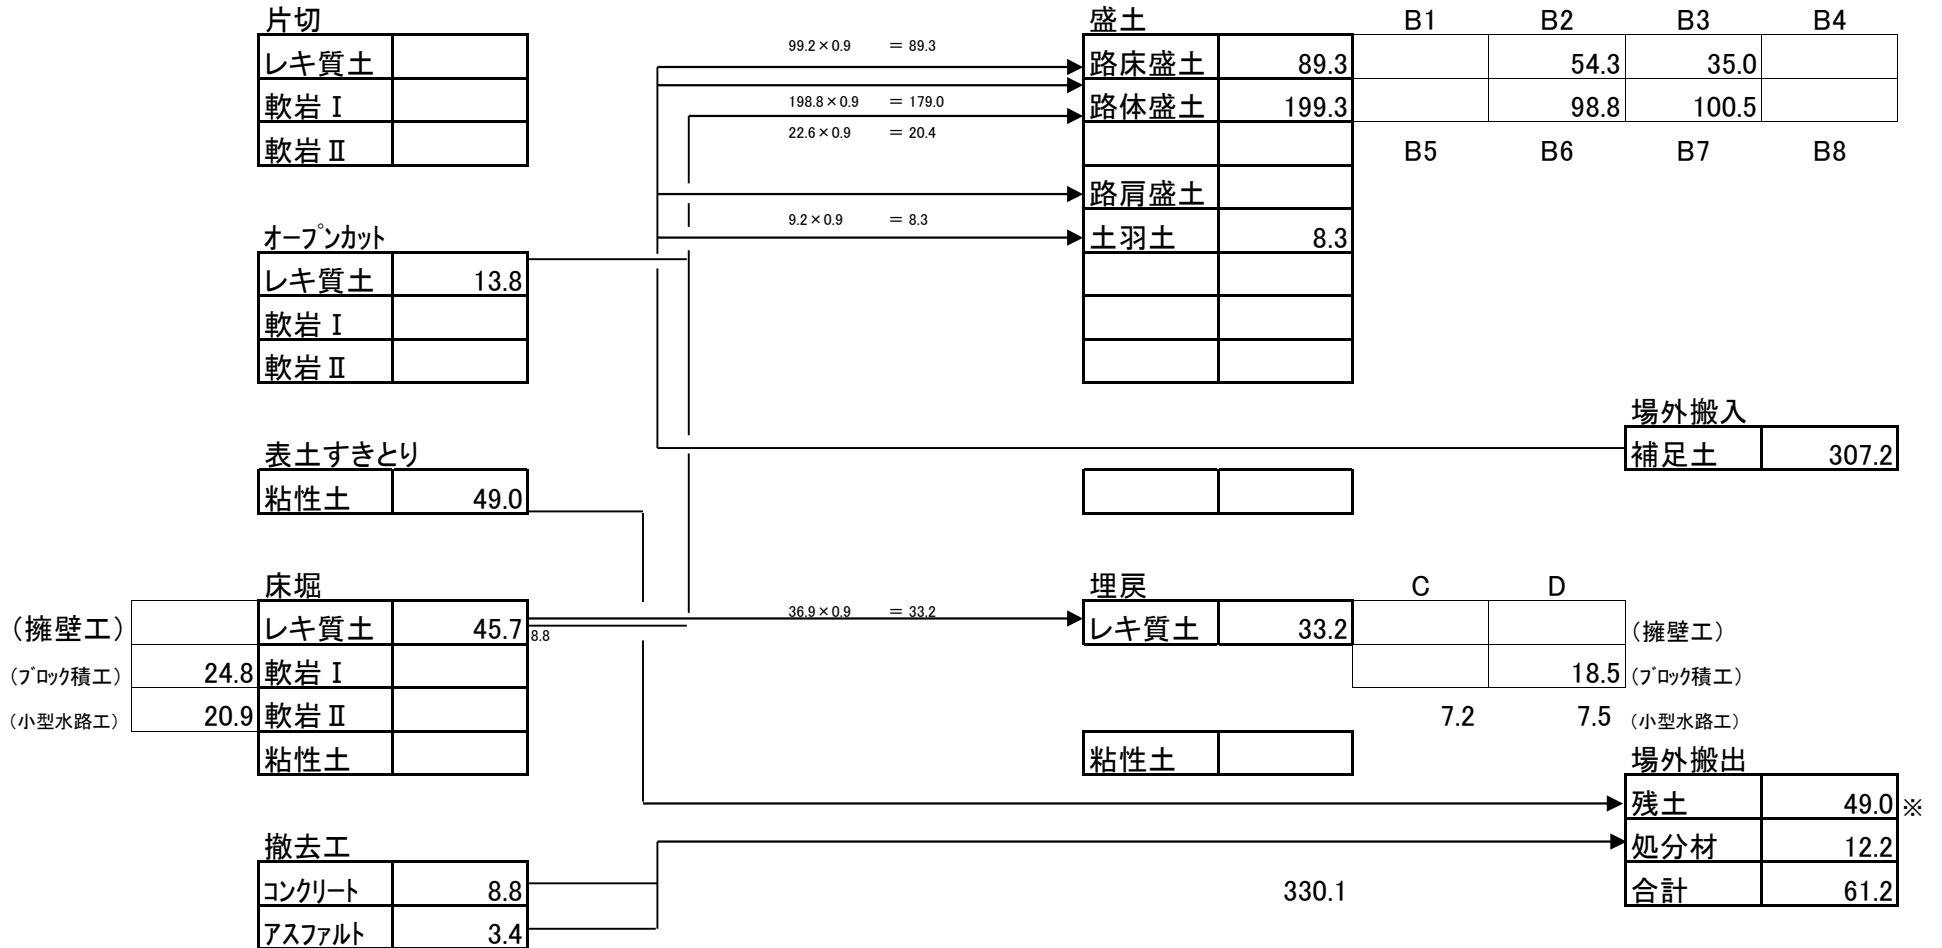 片切 盛土 B1 B2 B3 B4
99.2×0.9 ＝ 89.3
レキ質土 路床盛土 89.3 54.3 35.0
198.8×0.9 ＝ 179.0
軟岩Ⅰ 路体盛土 199.3 98.8 100.5
22.6×0.9 ＝ 20.4
軟岩Ⅱ B5 B6 B7 B8
路肩盛土
9.2×0.9 ＝ 8.3
オープンカット 土羽土 8.3
レキ質土 13.8
軟岩Ⅰ
軟岩Ⅱ
場外搬入
表土すきとり 補足土 307.2
粘性土 49.0
床堀 埋戻 C D
36.9×0.9 ＝ 33.2
（擁壁工） レキ質土 45.7 8.8 レキ質土 33.2 （擁壁工）
（ブロック積工） 24.8 軟岩Ⅰ 18.5 （ブロック積工）
（小型水路工） 20.9 軟岩Ⅱ 7.2 7.5 （小型水路工）
粘性土 粘性土 場外搬出
残土 49.0 ※
撤去工 処分材 12.2
コンクリート 8.8 330.1 合計 61.2
アスファルト 3.4